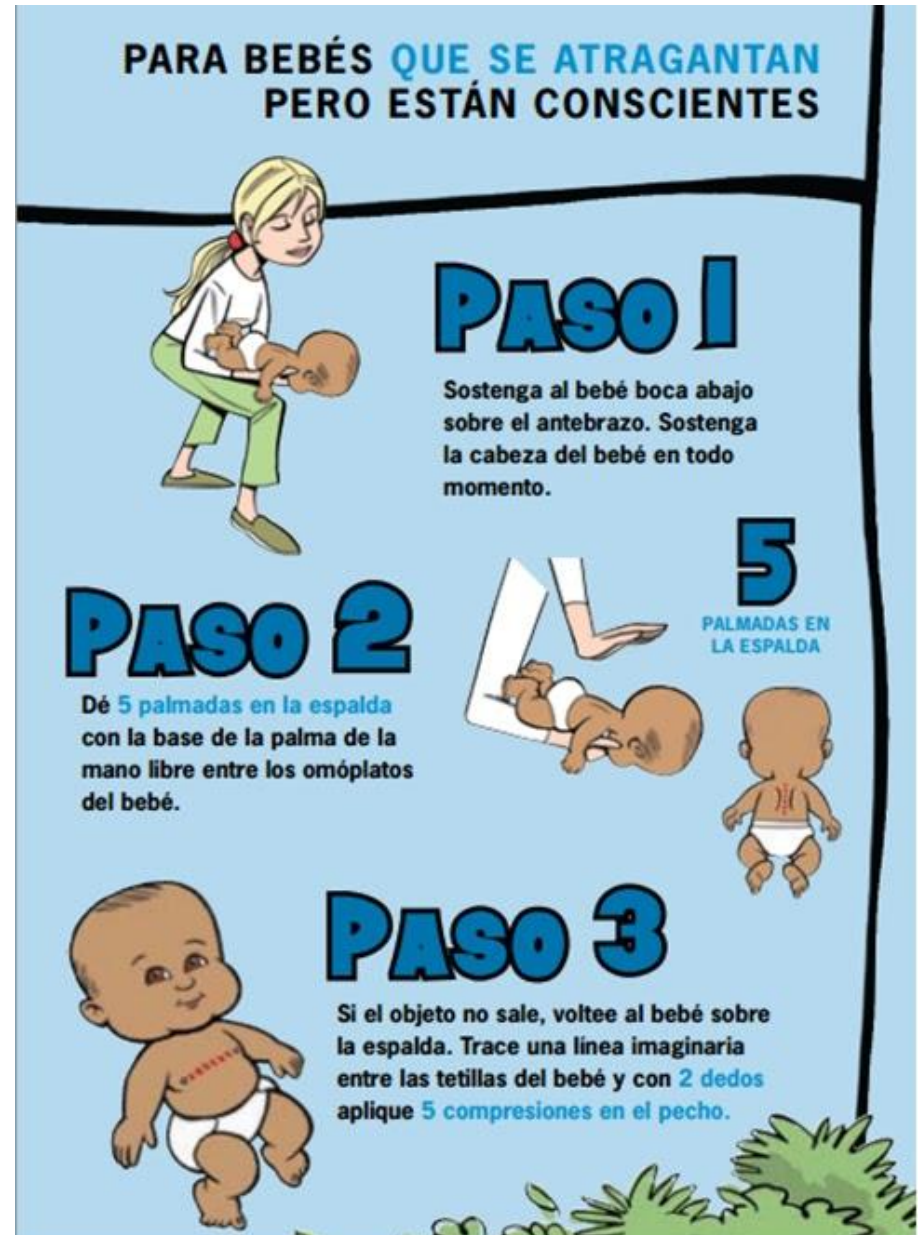 PARA BEBÉS QUE SE ATRAGANTAN
PERO ESTÁN CONSCIENTES
PASO 1
Sostenga al bebé boca abajo
sobre el antebrazo. Sostenga
la cabeza del bebé en todo
momento.
5
PALMADAS EN
LA ESPALDA
PASO 2
Dé 5 palmadas en la espalda
con la base de la palma de la
mano libre entre los omóplatos
del bebé.
PASO 3
Si el objeto no sale, voltee al bebé sobre
la espalda. Trace una línea imaginaria
entre las tetillas del bebé y con 2 dedos
aplique 5 compresiones en el pecho.